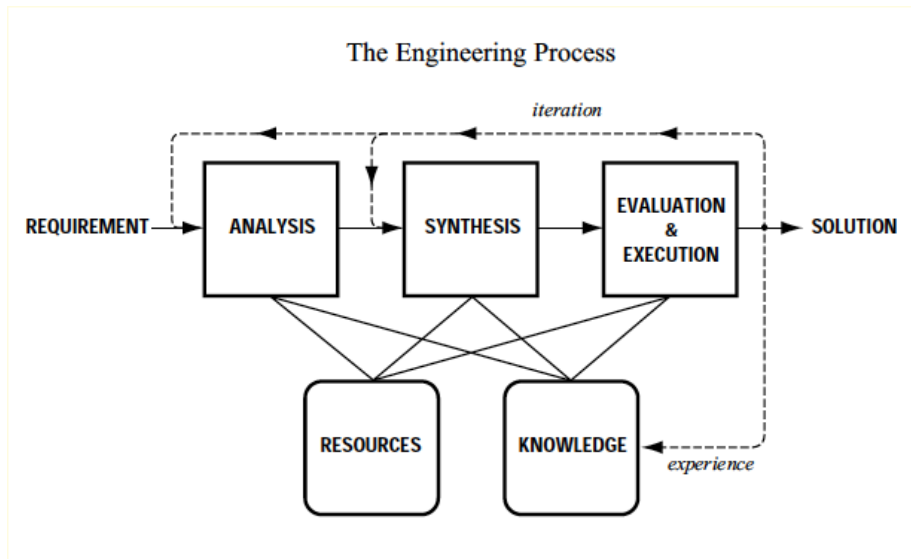 The Engineering Process
iteration
REQUIREMENT
ANALYSIS
SYNTHESIS
EVALUATION
&
EXECUTION
SOLUTION
RESOURCES
KNOWLEDGE
experience